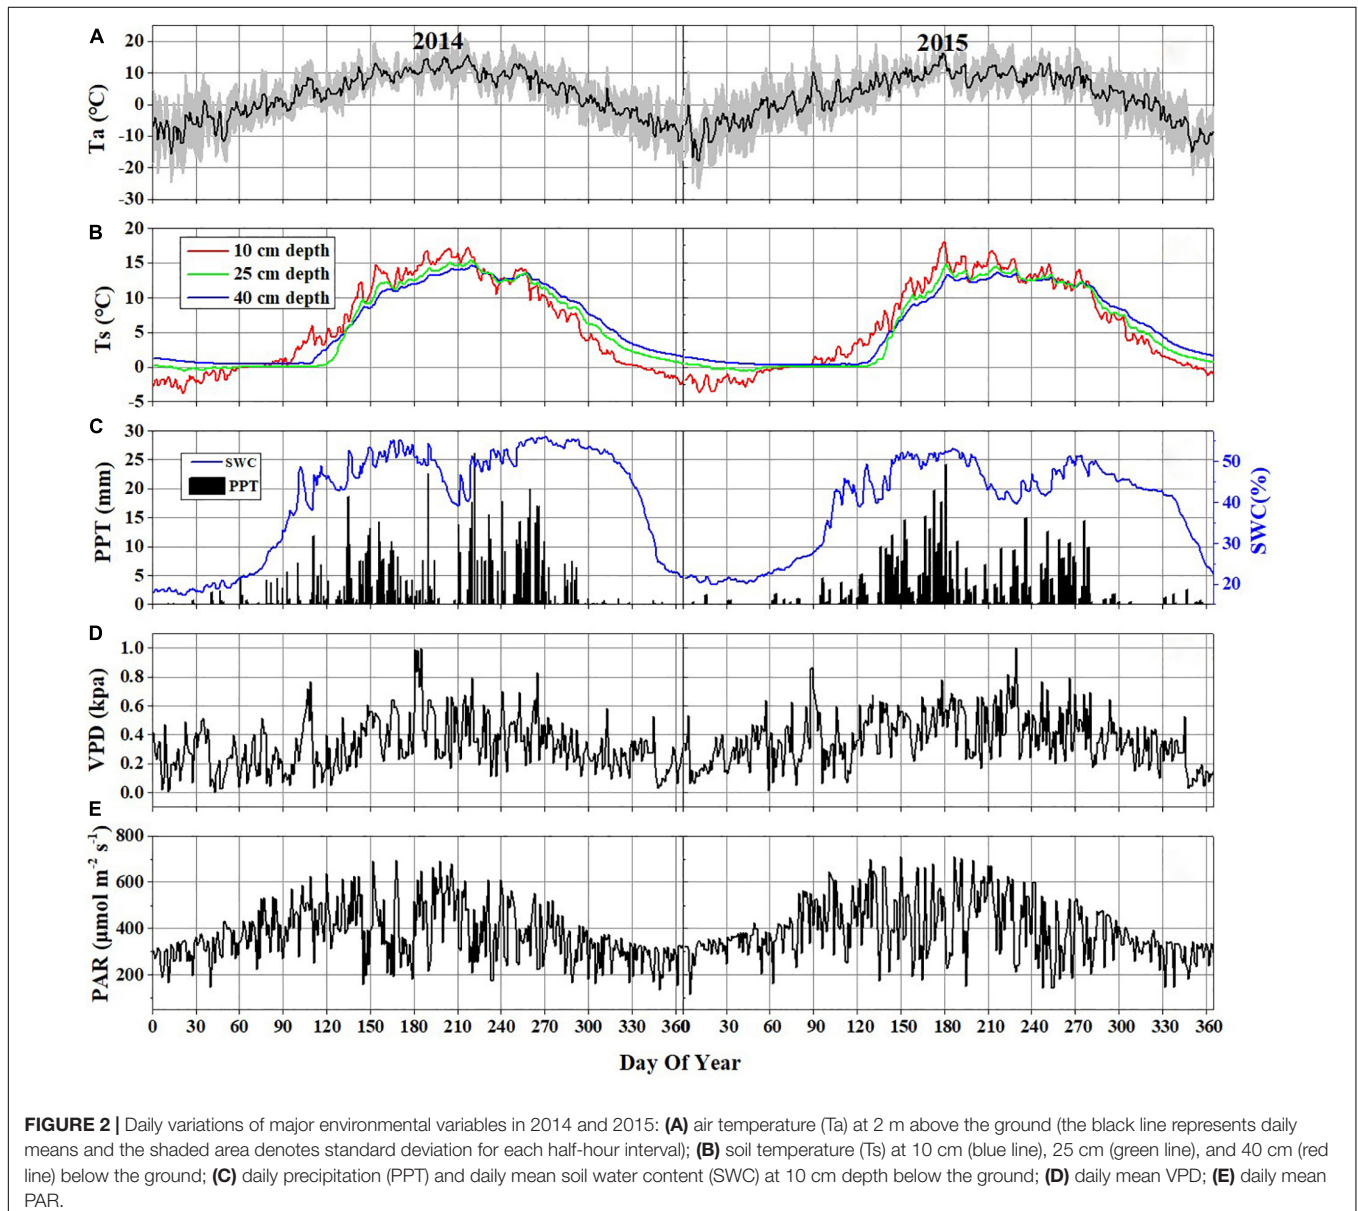 A
2014
2015
Ta (°C)
20
10
0
-10
-20
-30
B
10 cm depth
25 cm depth
40 cm depth
Ts (°C)
20
15
10
5
0
-5
C
SWC
PPT
PPT (mm)
30
25
20
15
10
5
0
50
40
30
20
SWC(%)
D
VPD (kpa)
1.0
0.8
0.6
0.4
0.2
0.0
E
PAR (µmol m⁻² s⁻¹)
800
600
400
200
0 30 60 90 120 150 180 210 240 270 300 330 360 0 30 60 90 120 150 180 210 240 270 300 330 360
Day Of Year
FIGURE 2 | Daily variations of major environmental variables in 2014 and 2015: (A) air temperature (Ta) at 2 m above the ground (the black line represents daily
means and the shaded area denotes standard deviation for each half-hour interval); (B) soil temperature (Ts) at 10 cm (blue line), 25 cm (green line), and 40 cm (red
line) below the ground; (C) daily precipitation (PPT) and daily mean soil water content (SWC) at 10 cm depth below the ground; (D) daily mean VPD; (E) daily mean
PAR.